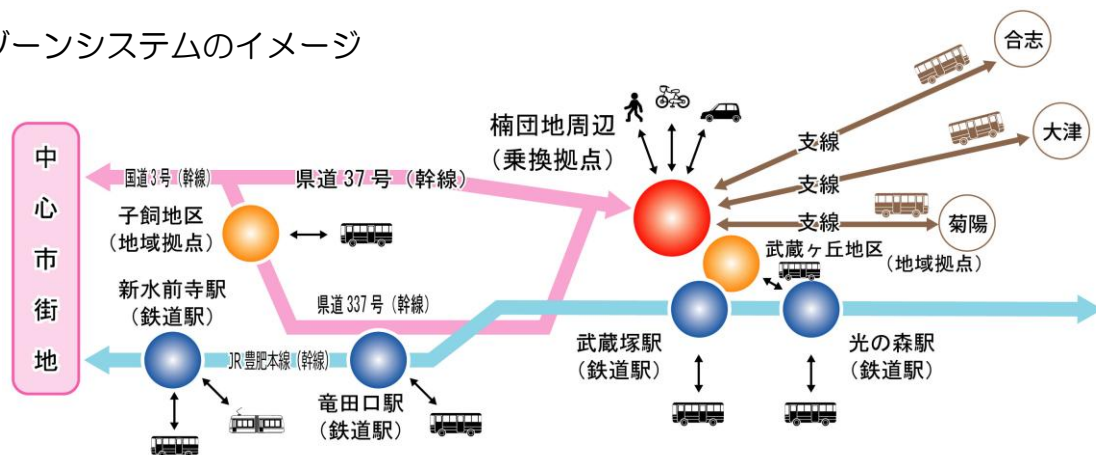 ゾーンシステムのイメージ
合志
大津
菊陽
支線
支線
支線
楠団地周辺
(乗換拠点)
中心市街地
国道3号(幹線)
県道37号(幹線)
子飼地区
(地域拠点)
武蔵ヶ丘地区
(地域拠点)
新水前寺駅
(鉄道駅)
県道337号(幹線)
JR豊肥本線(幹線)
竜田口駅
(鉄道駅)
武蔵塚駅
(鉄道駅)
光の森駅
(鉄道駅)